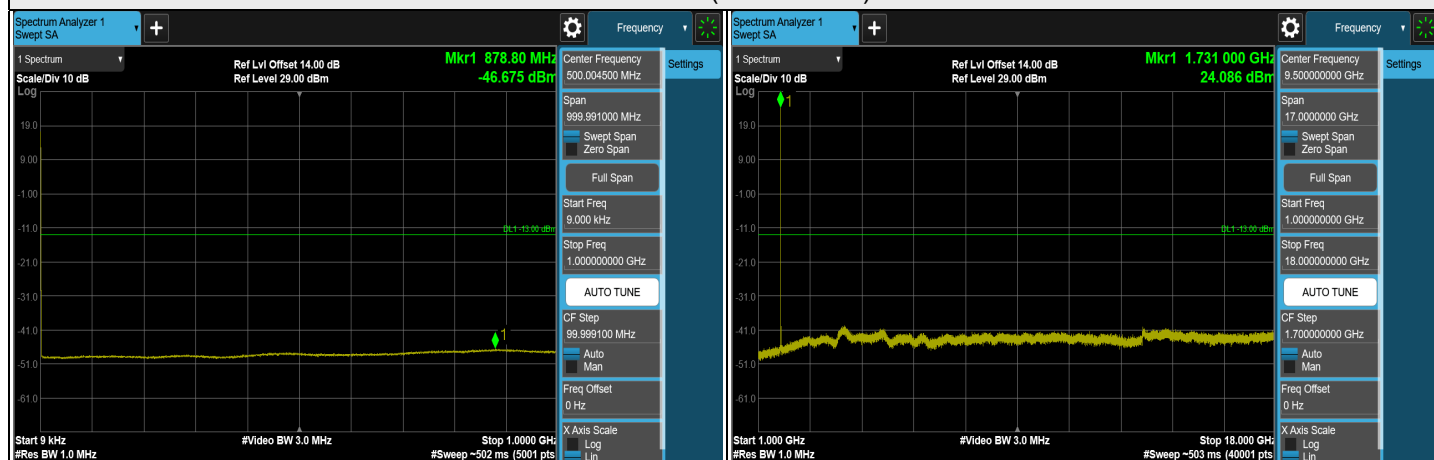 Spectrum Analyzer 1
Swept SA
+
Frequency
1 Spectrum
Scale/Div 10 dB
Log
Ref Lvl Offset 14.00 dB
Ref Level 29.00 dBm
Mkr1 878.80 MHz
-46.675 dBm
19.0
9.00
-1.00
-11.0
-21.0
-31.0
-41.0
-51.0
-61.0
DL1 -13.00 dBm
1
Start 9 kHz
#Res BW 1.0 MHz
#Video BW 3.0 MHz
Stop 1.0000 GHz
#Sweep ~502 ms (5001 pts
Center Frequency
500.004500 MHz
Settings
Span
999.991000 MHz
Swept Span
Zero Span
Full Span
Start Freq
9.000 kHz
Stop Freq
1.000000000 GHz
AUTO TUNE
CF Step
99.999100 MHz
Auto
Man
Freq Offset
0 Hz
X Axis Scale
Log
Lin
Spectrum Analyzer 1
Swept SA
+
Frequency
1 Spectrum
Scale/Div 10 dB
Log
Ref Lvl Offset 14.00 dB
Ref Level 29.00 dBm
Mkr1 1.731 000 GHz
24.086 dBm
1
19.0
9.00
-1.00
-11.0
-21.0
-31.0
-41.0
-51.0
-61.0
DL1 -13.00 dBm
Start 1.000 GHz
#Res BW 1.0 MHz
#Video BW 3.0 MHz
Stop 18.000 GHz
#Sweep ~503 ms (40001 pts
Center Frequency
9.500000000 GHz
Settings
Span
17.0000000 GHz
Swept Span
Zero Span
Full Span
Start Freq
1.000000000 GHz
Stop Freq
18.000000000 GHz
AUTO TUNE
CF Step
1.700000000 GHz
Auto
Man
Freq Offset
0 Hz
X Axis Scale
Log
Lin